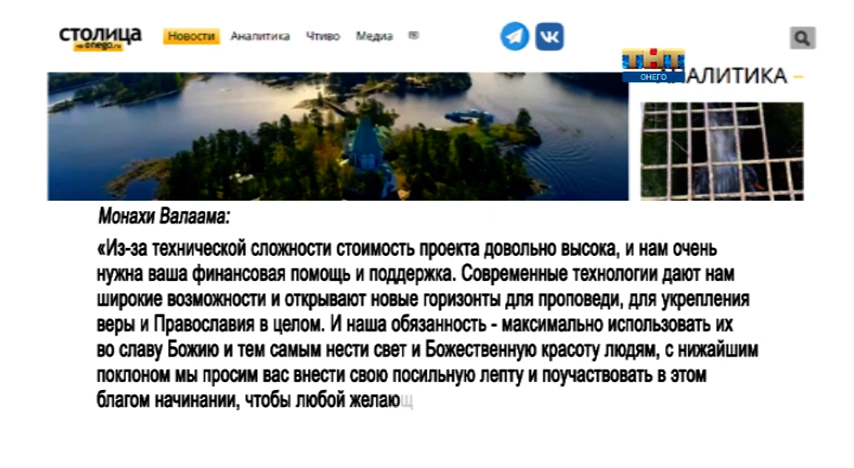 столица
на onego.ru
Новости
Аналитика
Чтиво
Медиа
ТНТ
ОНЕГО
АНАЛИТИКА
Монахи Валаама:
«Из-за технической сложности стоимость проекта довольно высока, и нам очень
нужна ваша финансовая помощь и поддержка. Современные технологии дают нам
широкие возможности и открывают новые горизонты для проповеди, для укрепления
веры и Православия в целом. И наша обязанность - максимально использовать их
во славу Божию и тем самым нести свет и Божественную красоту людям, с нижайшим
поклоном мы просим вас внести свою посильную лепту и поучаствовать в этом
благом начинании, чтобы любой желающ